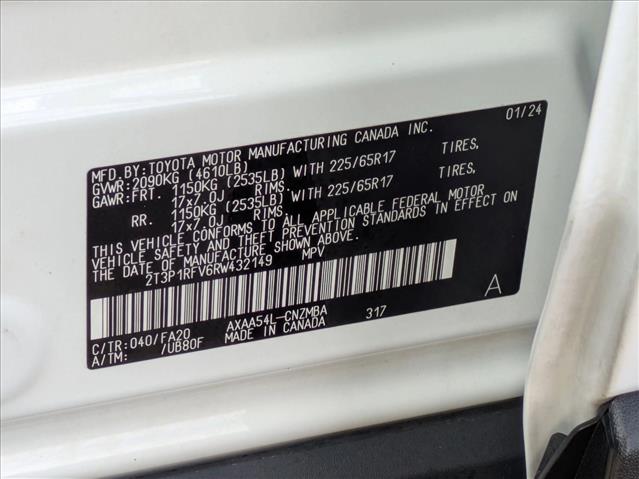 MFD. BY: TOYOTA MOTOR MANUFACTURING CANADA INC. 01/24
GVWR: 2090KG (4610LB)
GAWR: FRT. 1150KG (2535LB) WITH 225/65R17 TIRES,
17x7.0J RIMS.
RR. 1150KG (2535LB) WITH 225/65R17 TIRES,
17x7.0J RIMS.
THIS VEHICLE CONFORMS TO ALL APPLICABLE FEDERAL MOTOR
VEHICLE SAFETY AND THEFT PREVENTION STANDARDS IN EFFECT ON
THE DATE OF MANUFACTURE SHOWN ABOVE.
2T3P1RFV6RW432149 MPV
A
C/TR: 040/FA20 AXAA54L-CNZMBA 317
A/TM: /UB80F MADE IN CANADA